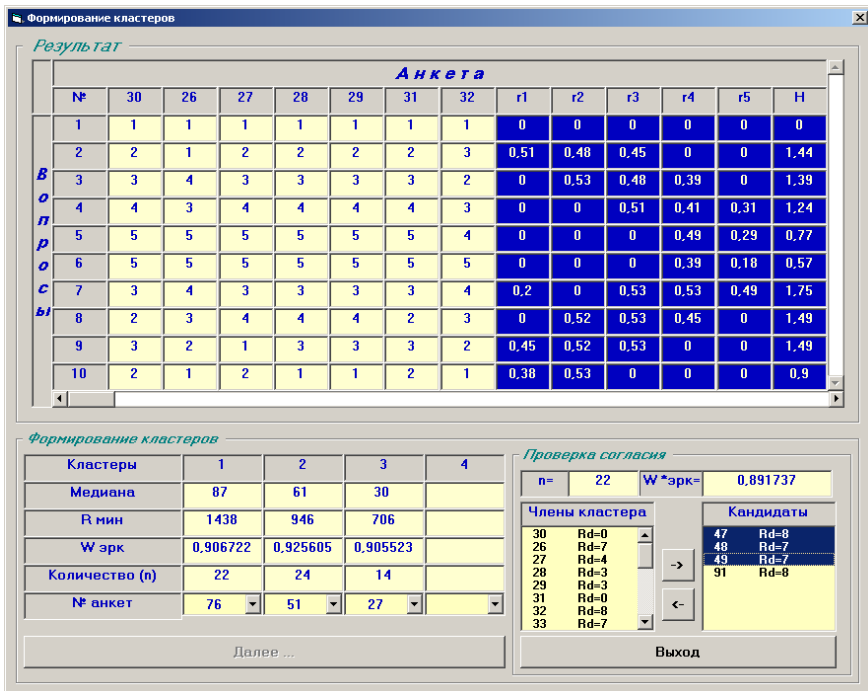 Формирование кластеров
Результат
Анкета
№ 30 26 27 28 29 31 32 r1 r2 r3 r4 r5 H
Вопросы
1 1 1 1 1 1 1 1 0 0 0 0 0 0
2 2 1 2 2 2 2 3 0,51 0,48 0,45 0 0 1,44
3 3 4 3 3 3 3 2 0 0,53 0,48 0,39 0 1,39
4 4 3 4 4 4 4 3 0 0 0,51 0,41 0,31 1,24
5 5 5 5 5 5 5 4 0 0 0 0,49 0,29 0,77
6 5 5 5 5 5 5 5 0 0 0 0,39 0,18 0,57
7 3 4 3 3 3 3 4 0,2 0 0,53 0,53 0,49 1,75
8 2 3 4 4 4 2 3 0 0,52 0,53 0,45 0 1,49
9 3 2 1 3 3 3 2 0,45 0,52 0,53 0 0 1,49
10 2 1 2 1 1 2 1 0,38 0,53 0 0 0 0,9
Формирование кластеров
Кластеры 1 2 3 4
Медиана 87 61 30
R мин 1438 946 706
W эрк 0,906722 0,925605 0,905523
Количество (n) 22 24 14
№ анкет 76 51 27
Далее ...
Проверка согласия
n= 22 W *эрк= 0,891737
Члены кластера
30 Rd=0
26 Rd=7
27 Rd=4
28 Rd=3
29 Rd=3
31 Rd=0
32 Rd=8
33 Rd=7
->
<-
Кандидаты
47 Rd=8
48 Rd=7
49 Rd=7
91 Rd=8
Выход